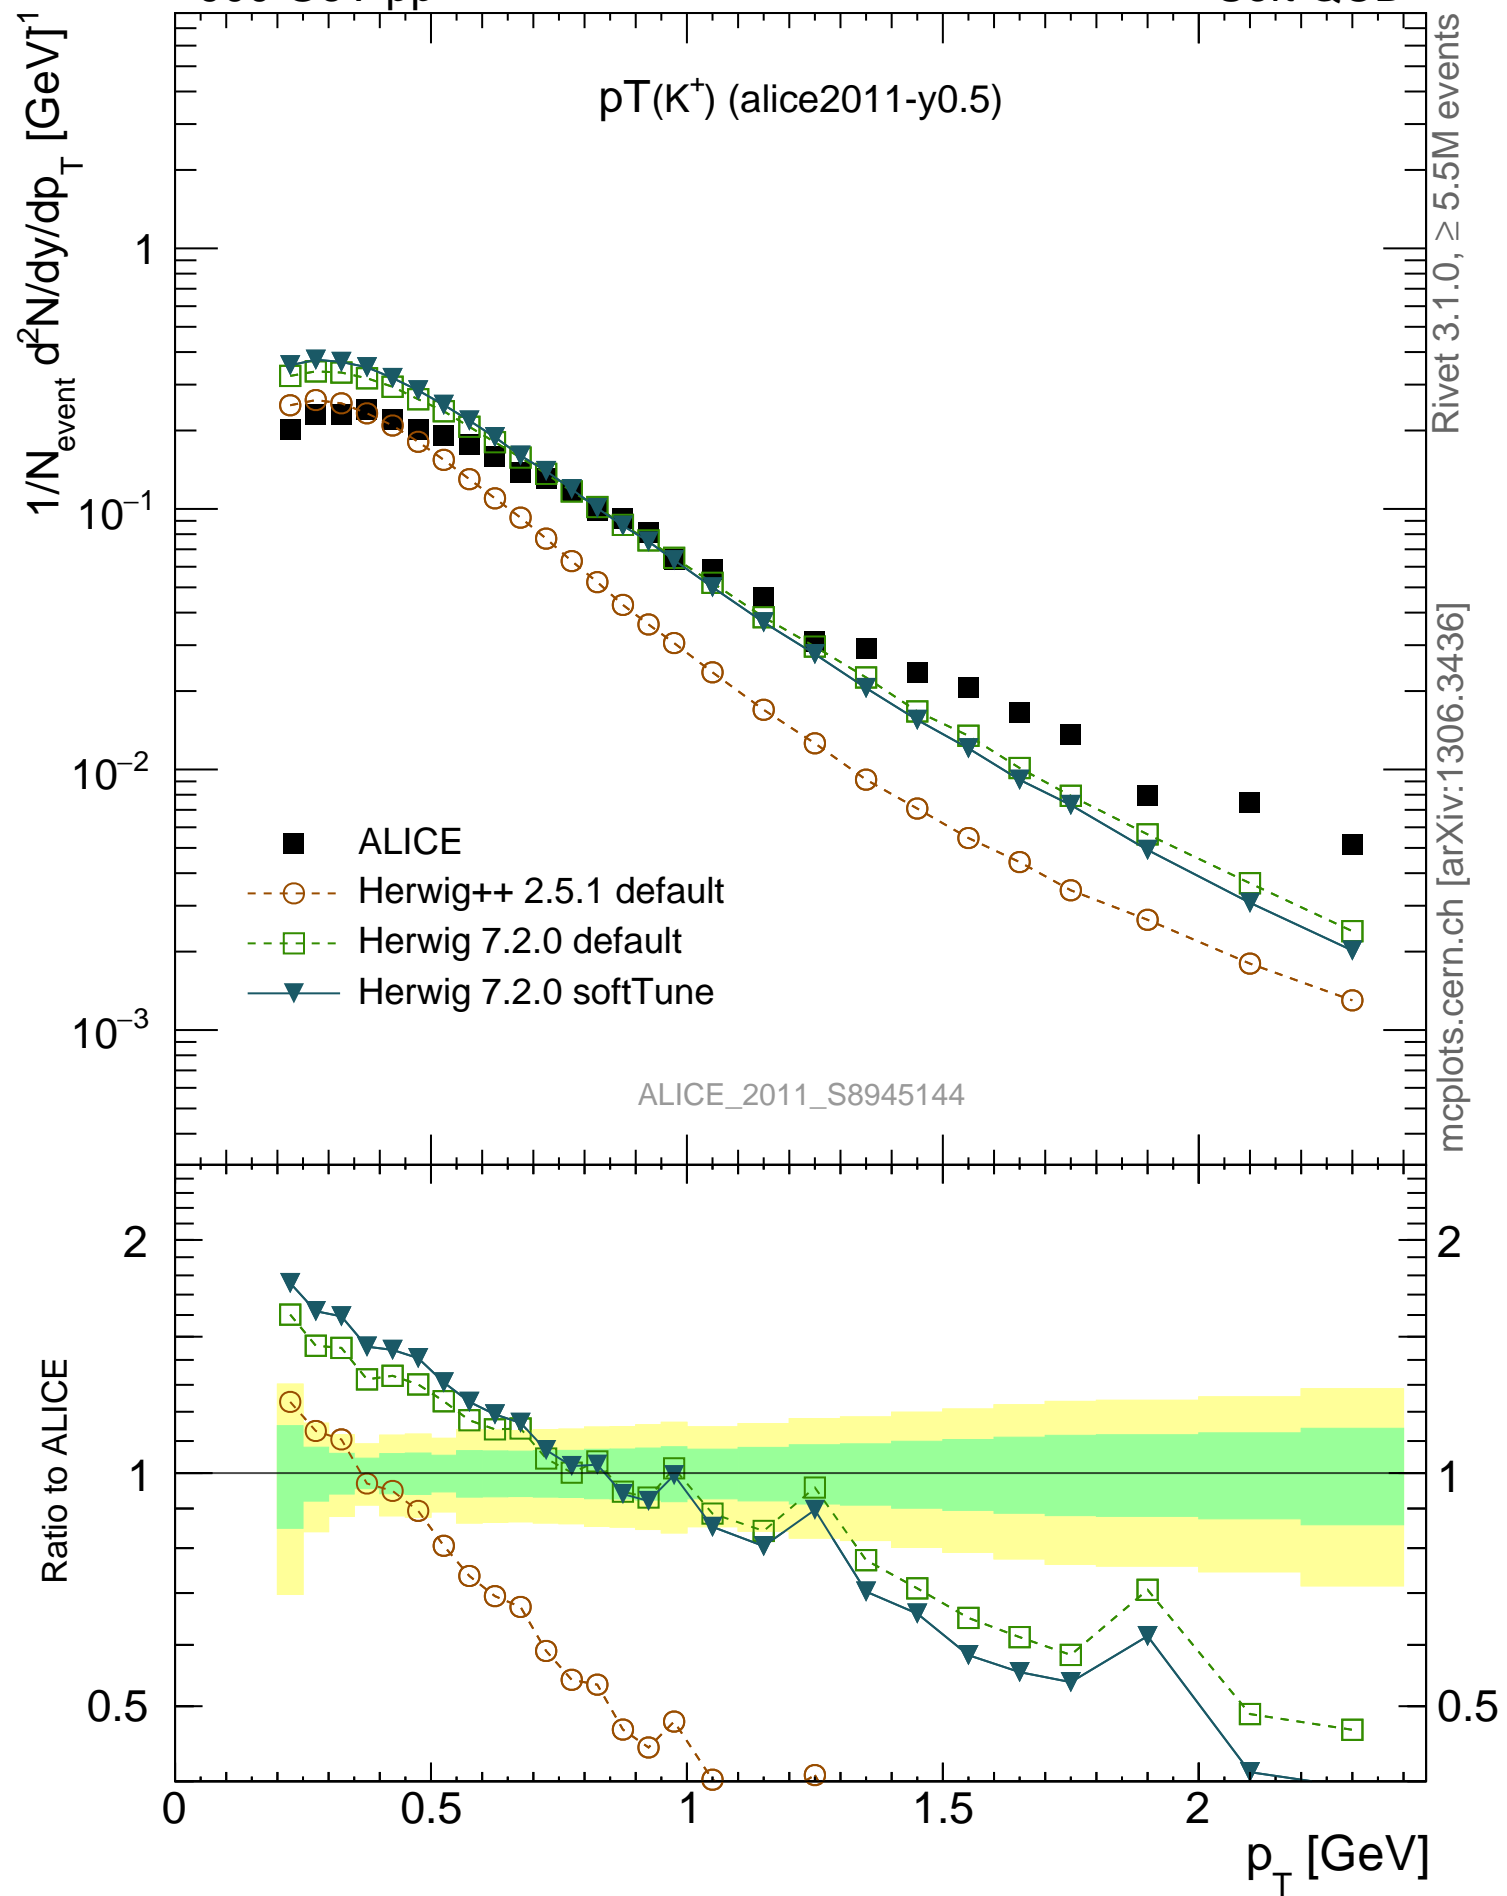 pT(K+) (alice2011-y0.5)
1/N_event d²N/dy/dp_T [GeV]⁻¹
1
10⁻¹
10⁻²
10⁻³
ALICE
Herwig++ 2.5.1 default
Herwig 7.2.0 default
Herwig 7.2.0 softTune
ALICE_2011_S8945144
Rivet 3.1.0, ≥ 5.5M events
mcplots.cern.ch [arXiv:1306.3436]
Ratio to ALICE
2
1
0.5
2
1
0.5
0 0.5 1 1.5 2
p_T [GeV]